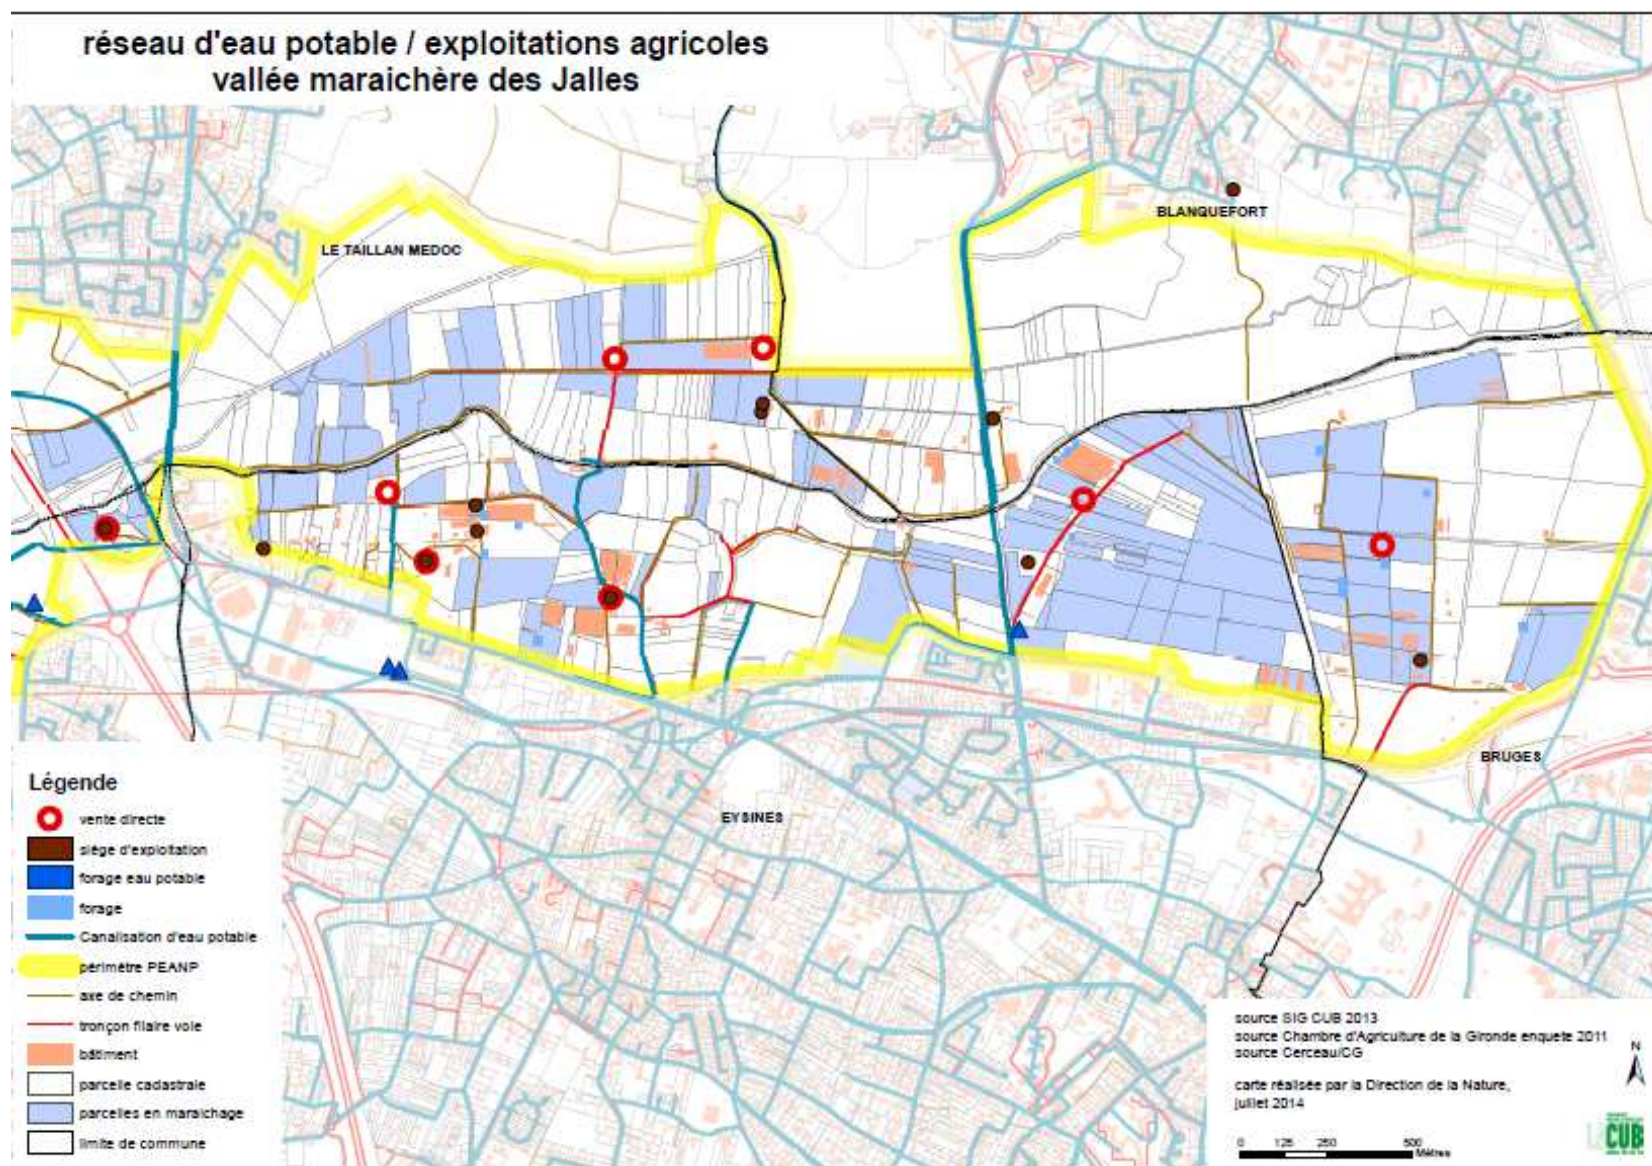 réseau d'eau potable / exploitations agricoles
vallée maraichère des Jalles
BLANQUEFORT
LE TAILLAN MEDOC
BRUGES
EYSINES
Légende
vente directe
siège d'exploitation
forage eau potable
forage
Canalisation d'eau potable
périmètre PEANP
axe de chemin
tronçon filaire voie
bâtiment
parcelle cadastrale
parcelles en maraichage
limite de commune
source SIG CUB 2013
source Chambre d'Agriculture de la Gironde enquete 2011
source Cerceau/CG
carte réalisée par la Direction de la Nature,
juillet 2014
N
0 125 250 500
Mètres
LA CUB